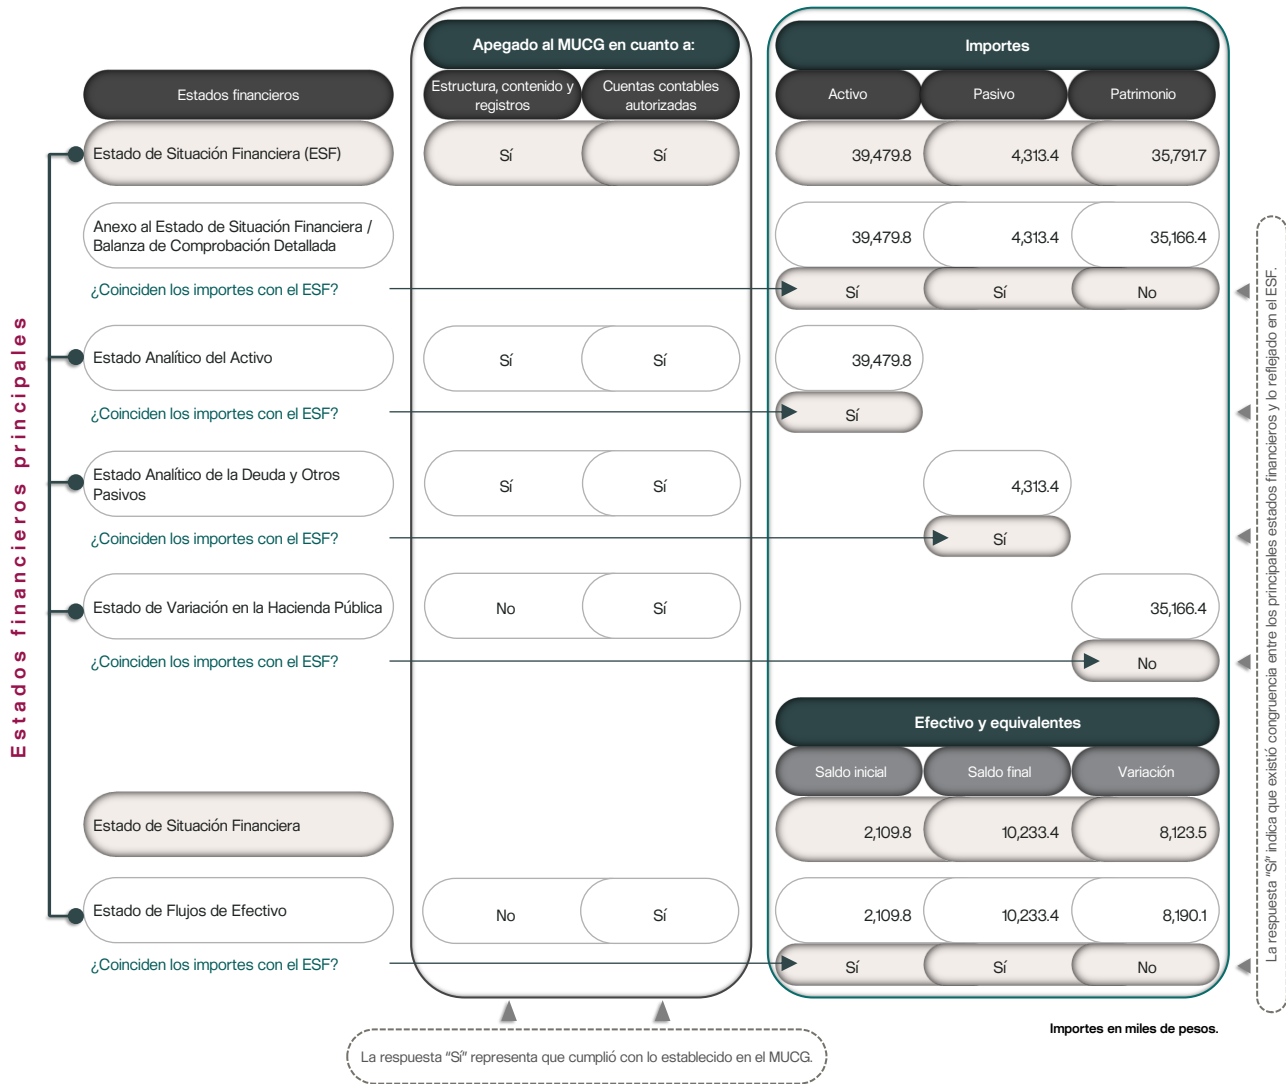 Apegado al MUCG en cuanto a:
Importes
Estados financieros
Estructura, contenido y
registros
Cuentas contables
autorizadas
Activo
Pasivo
Patrimonio
Estado de Situación Financiera (ESF)
Sí
Sí
39,479.8
4,313.4
35,791.7
Anexo al Estado de Situación Financiera /
Balanza de Comprobación Detallada
39,479.8
4,313.4
35,166.4
¿Coinciden los importes con el ESF?
Sí
Sí
No
Estado Analítico del Activo
Sí
Sí
39,479.8
¿Coinciden los importes con el ESF?
Sí
Estado Analítico de la Deuda y Otros
Pasivos
Sí
Sí
4,313.4
¿Coinciden los importes con el ESF?
Sí
Estado de Variación en la Hacienda Pública
No
Sí
35,166.4
¿Coinciden los importes con el ESF?
No
Efectivo y equivalentes
Saldo inicial
Saldo final
Variación
Estado de Situación Financiera
2,109.8
10,233.4
8,123.5
Estado de Flujos de Efectivo
No
Sí
2,109.8
10,233.4
8,190.1
¿Coinciden los importes con el ESF?
Sí
Sí
No
Estados financieros principales
La respuesta "Sí" indica que existió congruencia entre los principales estados financieros y lo reflejado en el ESF.
Importes en miles de pesos.
La respuesta "Sí" representa que cumplió con lo establecido en el MUCG.